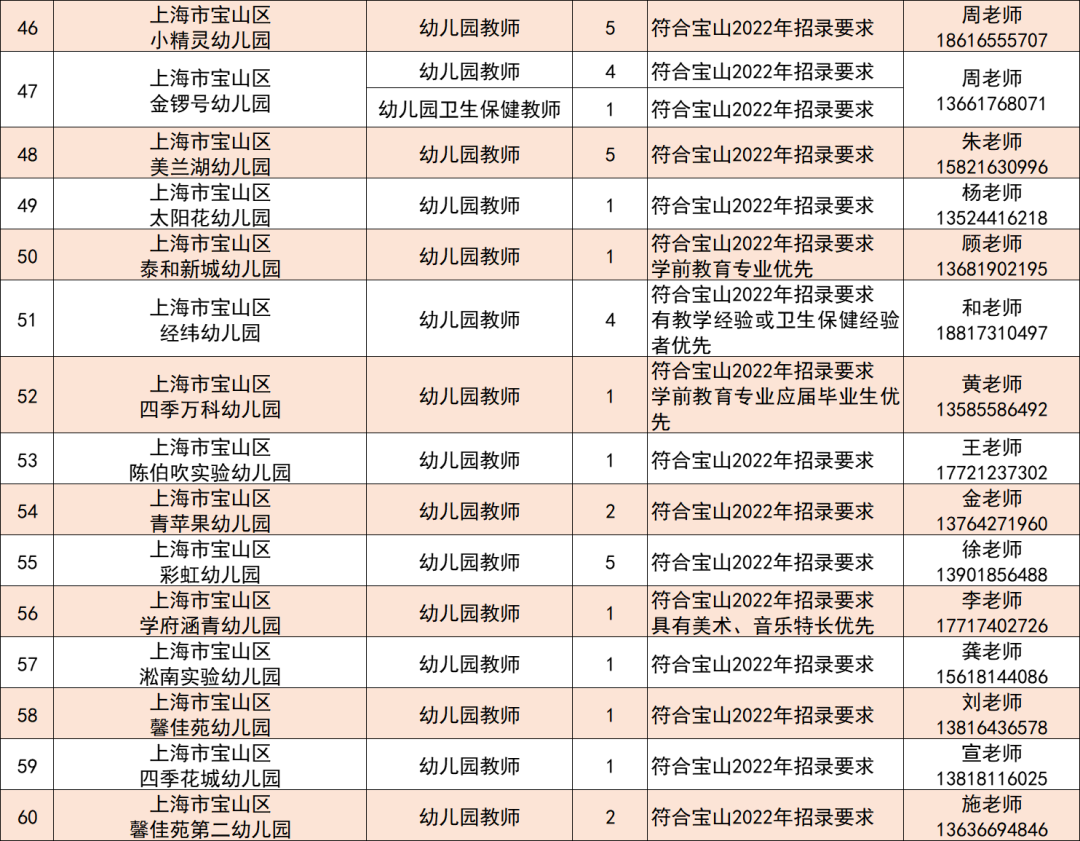 46 上海市宝山区 小精灵幼儿园 幼儿园教师 5 符合宝山2022年招录要求 周老师 18616555707
47 上海市宝山区 金锣号幼儿园 幼儿园教师 4 符合宝山2022年招录要求 周老师 13661768071
幼儿园卫生保健教师 1 符合宝山2022年招录要求
48 上海市宝山区 美兰湖幼儿园 幼儿园教师 5 符合宝山2022年招录要求 朱老师 15821630996
49 上海市宝山区 太阳花幼儿园 幼儿园教师 1 符合宝山2022年招录要求 杨老师 13524416218
50 上海市宝山区 泰和新城幼儿园 幼儿园教师 1 符合宝山2022年招录要求 学前教育专业优先 顾老师 13681902195
51 上海市宝山区 经纬幼儿园 幼儿园教师 4 符合宝山2022年招录要求 有教学经验或卫生保健经验者优先 和老师 18817310497
52 上海市宝山区 四季万科幼儿园 幼儿园教师 1 符合宝山2022年招录要求 学前教育专业应届毕业生优先 黄老师 13585586492
53 上海市宝山区 陈伯吹实验幼儿园 幼儿园教师 1 符合宝山2022年招录要求 王老师 17721237302
54 上海市宝山区 青苹果幼儿园 幼儿园教师 2 符合宝山2022年招录要求 金老师 13764271960
55 上海市宝山区 彩虹幼儿园 幼儿园教师 5 符合宝山2022年招录要求 徐老师 13901856488
56 上海市宝山区 学府涵青幼儿园 幼儿园教师 1 符合宝山2022年招录要求 具有美术、音乐特长优先 李老师 17717402726
57 上海市宝山区 淞南实验幼儿园 幼儿园教师 1 符合宝山2022年招录要求 龚老师 15618144086
58 上海市宝山区 馨佳苑幼儿园 幼儿园教师 1 符合宝山2022年招录要求 刘老师 13816436578
59 上海市宝山区 四季花城幼儿园 幼儿园教师 1 符合宝山2022年招录要求 宣老师 13818116025
60 上海市宝山区 馨佳苑第二幼儿园 幼儿园教师 2 符合宝山2022年招录要求 施老师 13636694846